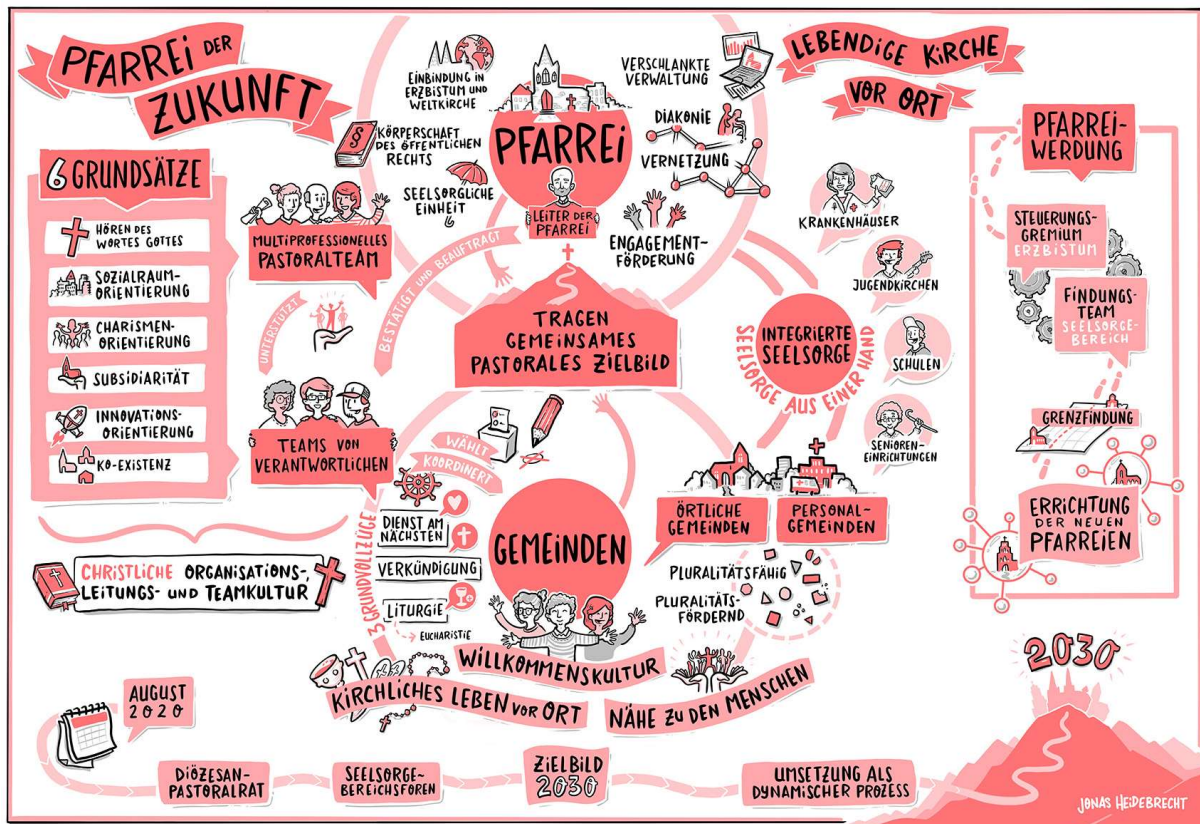 PFARREI DER
ZUKUNFT
6 GRUNDSÄTZE
HÖREN DES
WORTES GOTTES
SOZIALRAUM-
ORIENTIERUNG
CHARISMEN-
ORIENTIERUNG
SUBSIDIARITÄT
INNOVATIONS-
ORIENTIERUNG
KO-EXISTENZ
CHRISTLICHE ORGANISATIONS-,
LEITUNGS- UND TEAMKULTUR
MULTIPROFESSIONELLES
PASTORALTEAM
UNTERSTÜTZT
TEAMS VON
VERANTWORTLICHEN
BESTÄTIGT UND BEAUFTRAGT
EINBINDUNG IN
ERZBISTUM UND
WELTKIRCHE
§
KÖRPERSCHAFT
DES ÖFFENTLICHEN
RECHTS
SEELSORGLICHE
EINHEIT
PFARREI
LEITER DER
PFARREI
VERSCHLANKTE
VERWALTUNG
DIAKONIE
VERNETZUNG
ENGAGEMENT-
FÖRDERUNG
TRAGEN
GEMEINSAMES
PASTORALES ZIELBILD
WÄHLT
KOORDINIERT
3 GRUNDVOLLZÜGE
DIENST AM
NÄCHSTEN
VERKÜNDIGUNG
LITURGIE
EUCHARISTIE
GEMEINDEN
WILLKOMMENSKULTUR
KIRCHLICHES LEBEN VOR ORT
NÄHE ZU DEN MENSCHEN
ÖRTLICHE
GEMEINDEN
PERSONAL-
GEMEINDEN
PLURALITÄTSFÄHIG
PLURALITÄTS-
FÖRDERND
LEBENDIGE KIRCHE
VOR ORT
INTEGRIERTE
SEELSORGE
SEELSORGE AUS EINER HAND
KRANKENHÄUSER
JUGENDKIRCHEN
SCHULEN
SENIOREN-
EINRICHTUNGEN
PFARREI-
WERDUNG
STEUERUNGS-
GREMIUM
ERZBISTUM
FINDUNGS-
TEAM
SEELSORGE-
BEREICH
GRENZFINDUNG
ERRICHTUNG
DER NEUEN
PFARREIEN
2030
AUGUST
2020
DIÖZESAN-
PASTORALRAT
SEELSORGE-
BEREICHSFOREN
ZIELBILD
2030
UMSETZUNG ALS
DYNAMISCHER PROZESS
JONAS HEIDEBRECHT